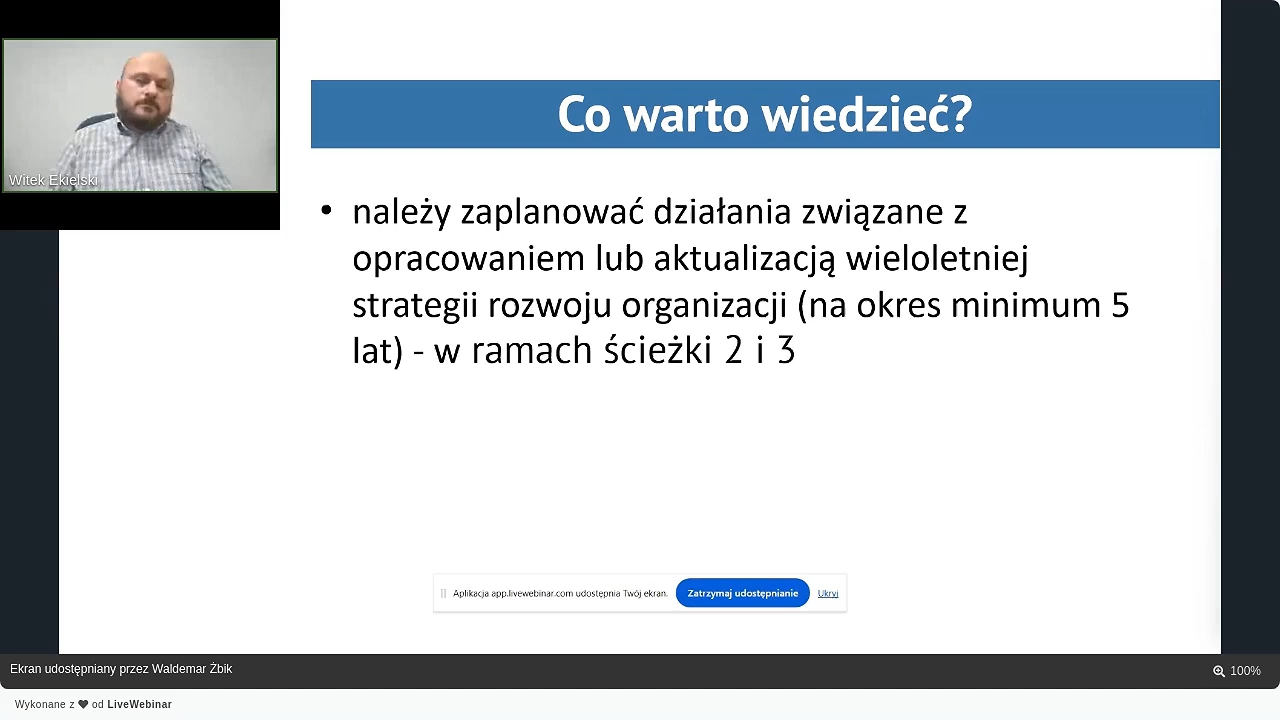 Witek Ekielski
Co warto wiedzieć?
• należy zaplanować działania związane z
opracowaniem lub aktualizacją wieloletniej
strategii rozwoju organizacji (na okres minimum 5
lat) - w ramach ścieżki 2 i 3
Aplikacja app.livewebinar.com udostępnia Twój ekran.
Zatrzymaj udostępnianie
Ukryj
Ekran udostępniany przez Waldemar Żbik
100%
Wykonane z ❤ od LiveWebinar